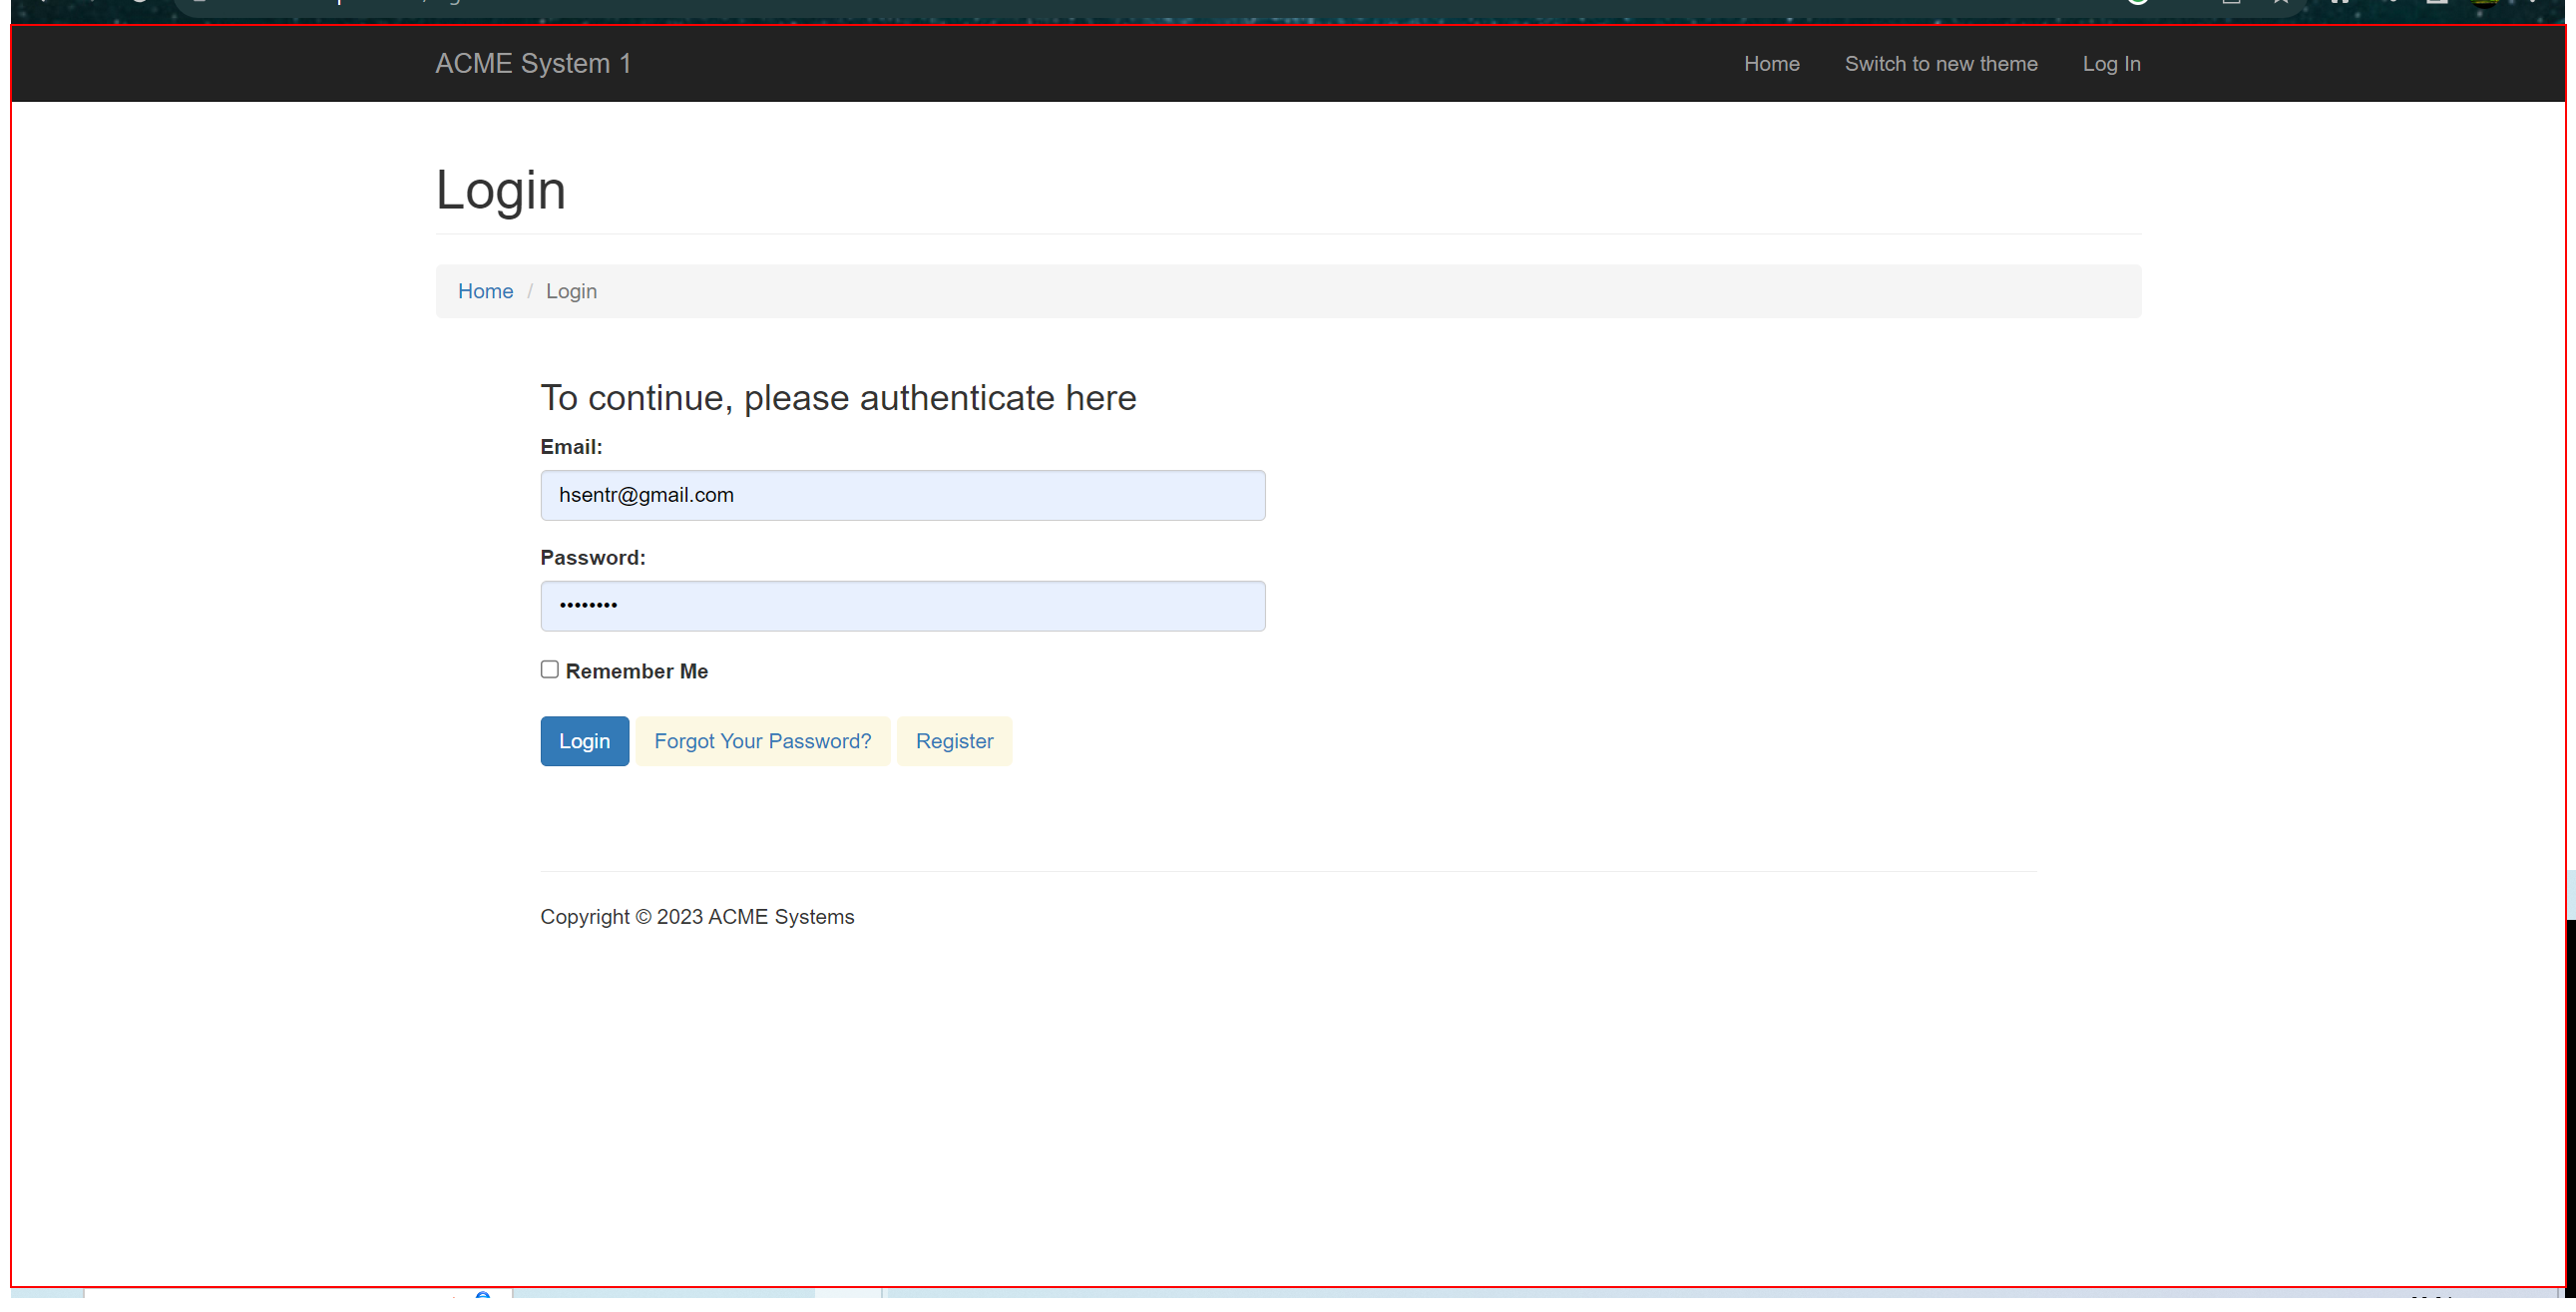 ACME System 1 Home Switch to new theme Log In
Login
Home / Login
To continue, please authenticate here
Email:
hsentr@gmail.com
Password:
••••••••
Remember Me
Login Forgot Your Password? Register
Copyright © 2023 ACME Systems